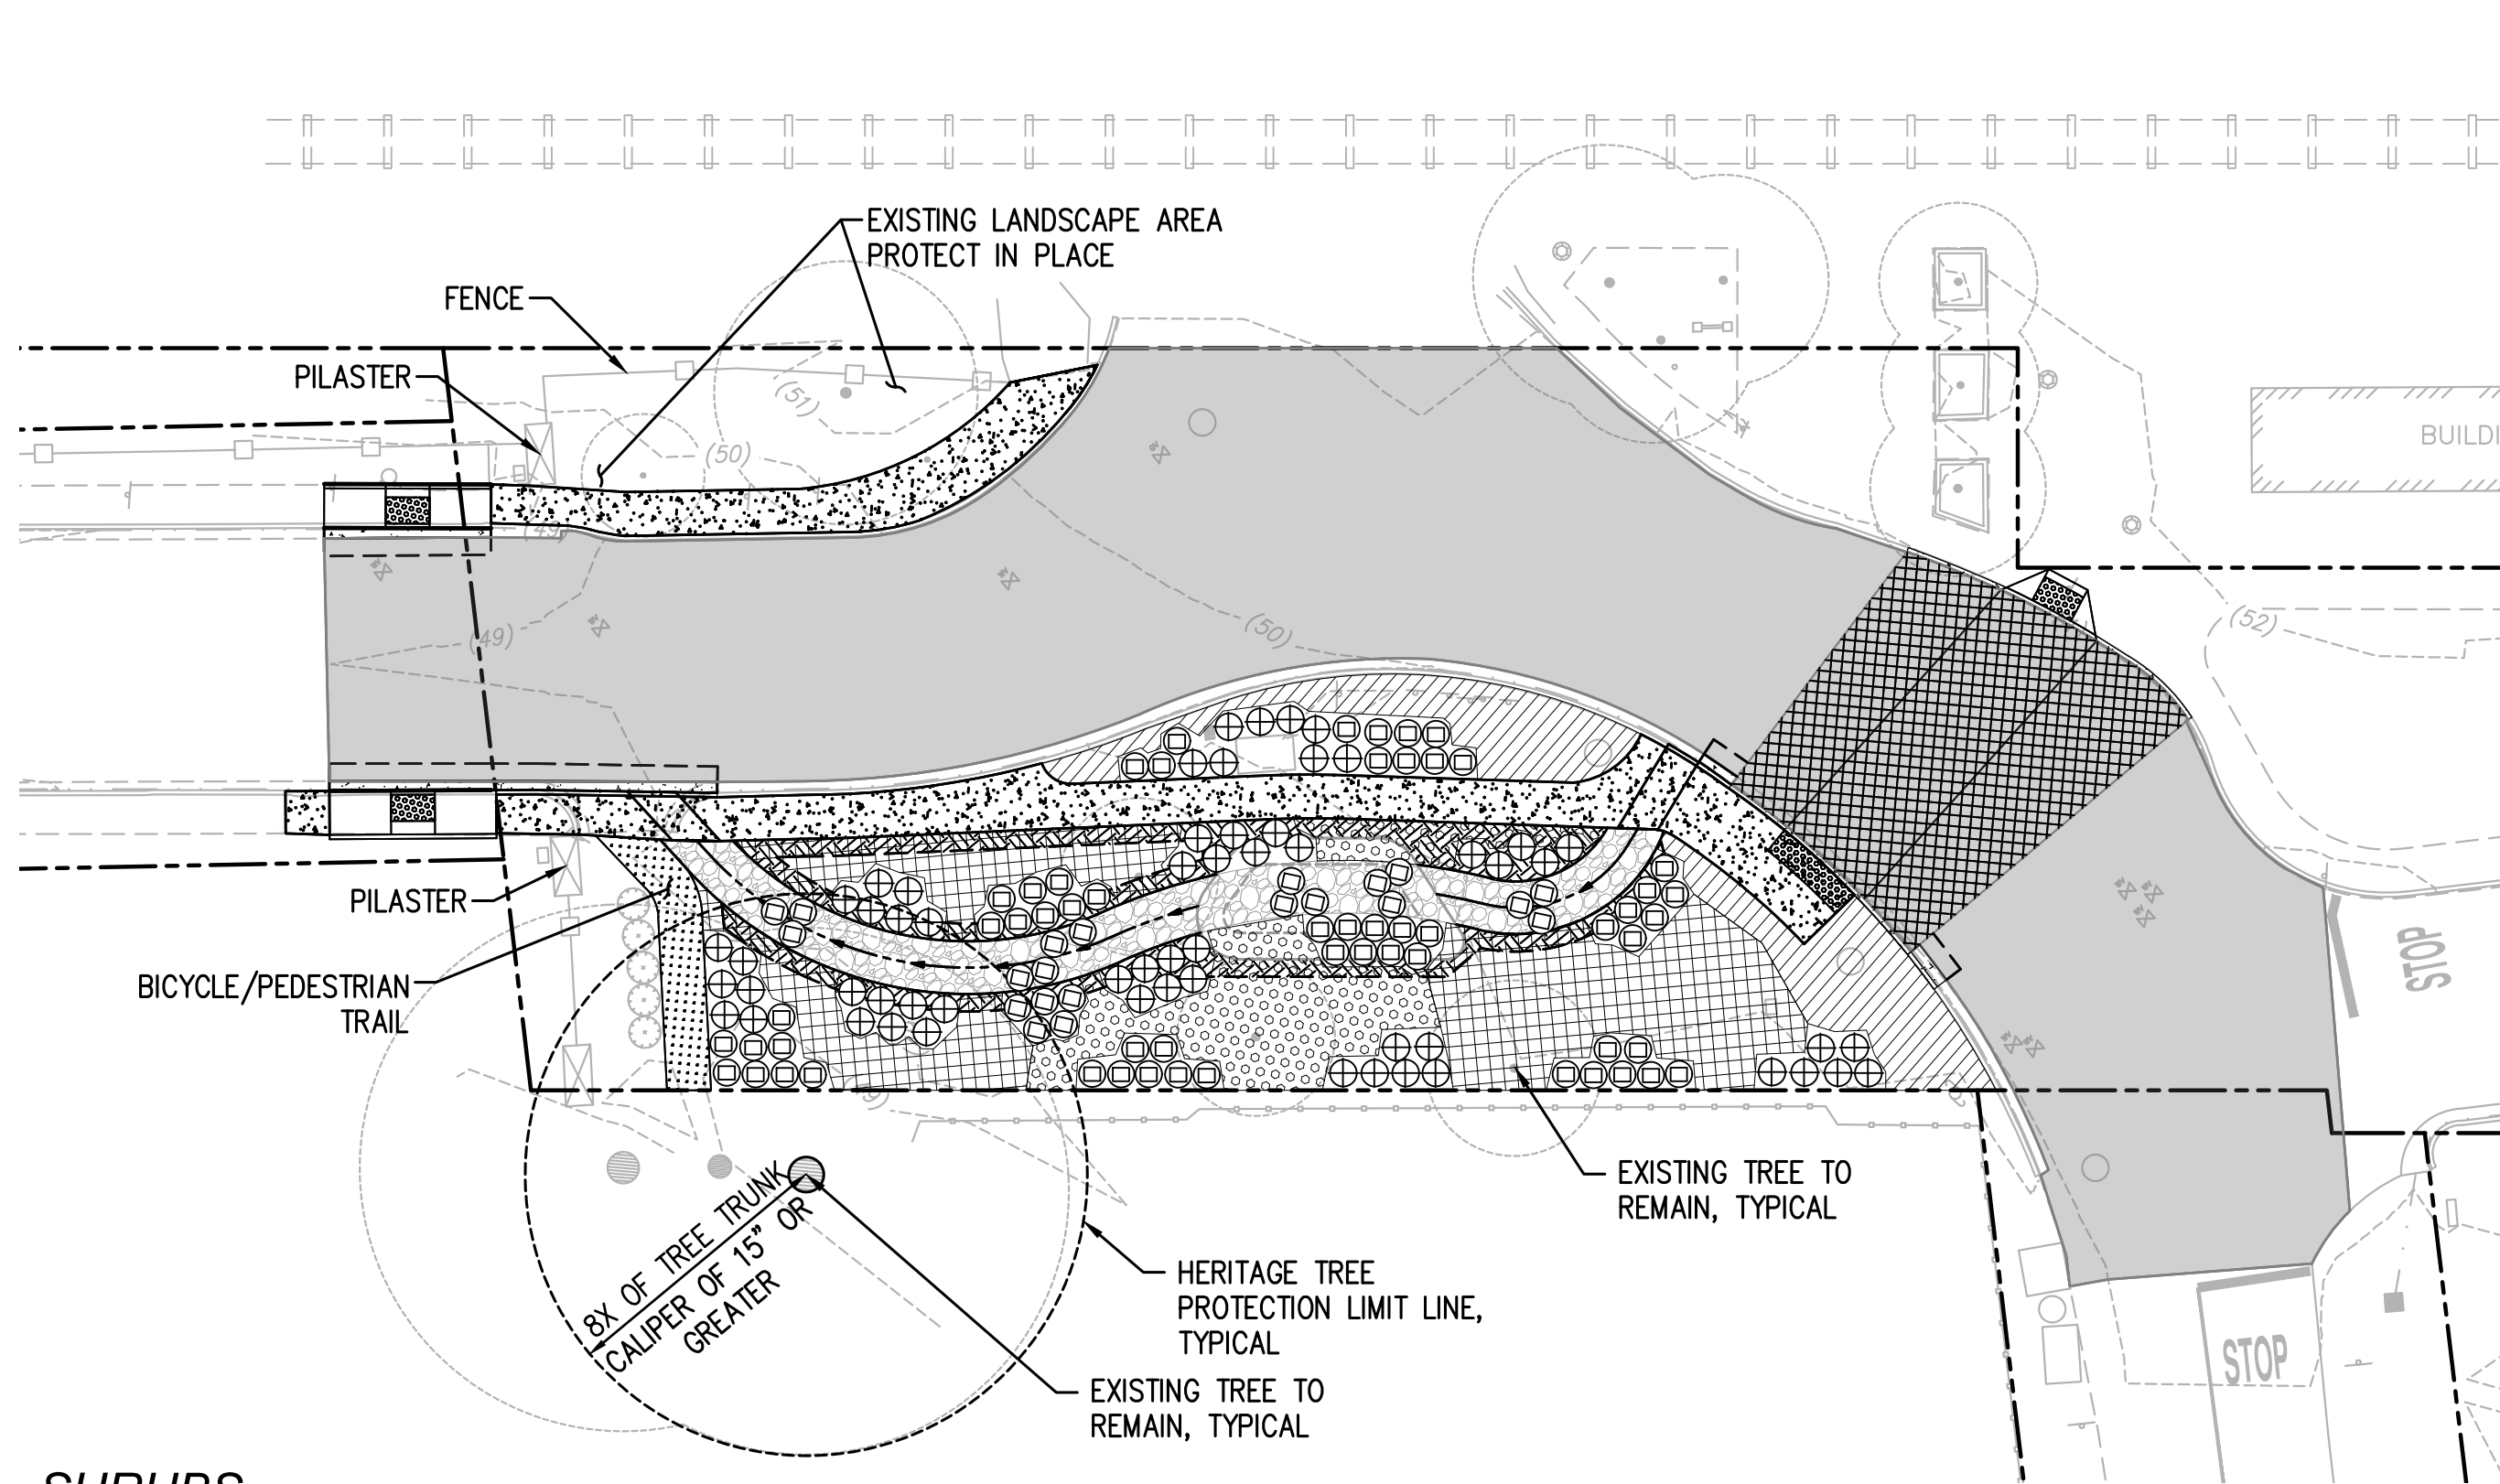 EXISTING LANDSCAPE AREA
PROTECT IN PLACE
FENCE
PILASTER
(51)
(50)
BUILDI
(49)
(49)
(50)
(52)
PILASTER
STOP
BICYCLE/PEDESTRIAN
TRAIL
EXISTING TREE TO
REMAIN, TYPICAL
8X OF TREE TRUNK
CALIPER OF 15" OR
GREATER
HERITAGE TREE
PROTECTION LIMIT LINE,
TYPICAL
STOP
EXISTING TREE TO
REMAIN, TYPICAL
SHRUBS